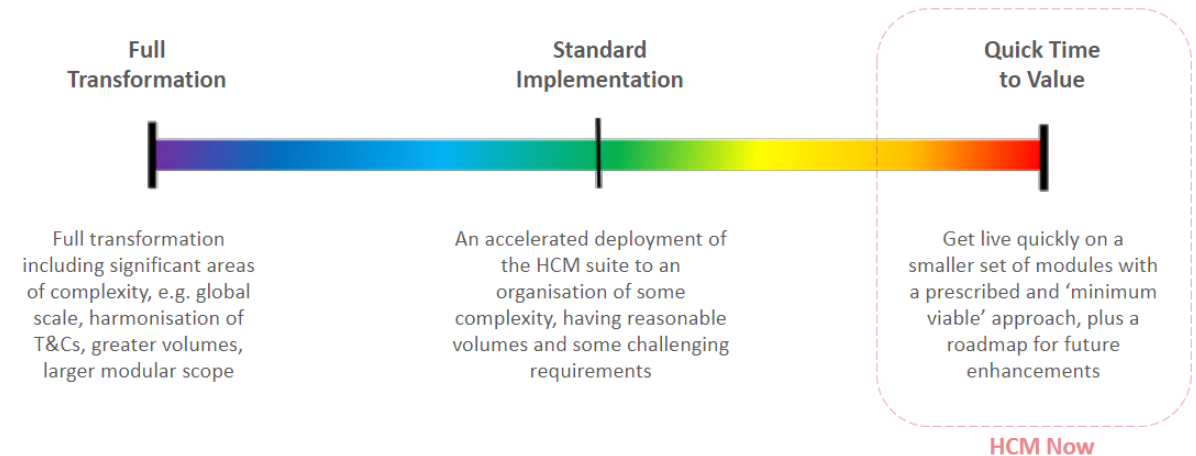 Full
Transformation
Standard
Implementation
Quick Time
to Value
Full transformation
including significant areas
of complexity, e.g. global
scale, harmonisation of
T&Cs, greater volumes,
larger modular scope
An accelerated deployment of
the HCM suite to an
organisation of some
complexity, having reasonable
volumes and some challenging
requirements
Get live quickly on a
smaller set of modules with
a prescribed and ‘minimum
viable’ approach, plus a
roadmap for future
enhancements
HCM Now